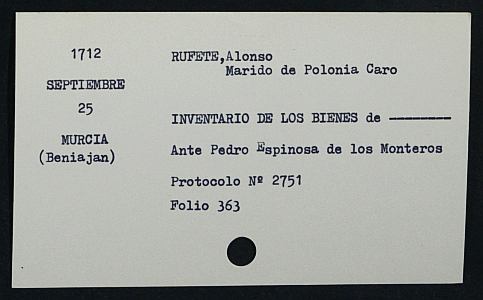 1712
SEPTIEMBRE
25
MURCIA
(Beniajan)
RUFETE,Alonso
Marido de Polonia Caro
INVENTARIO DE LOS BIENES de --------
Ante Pedro Espinosa de los Monteros
Protocolo Nº 2751
Folio 363